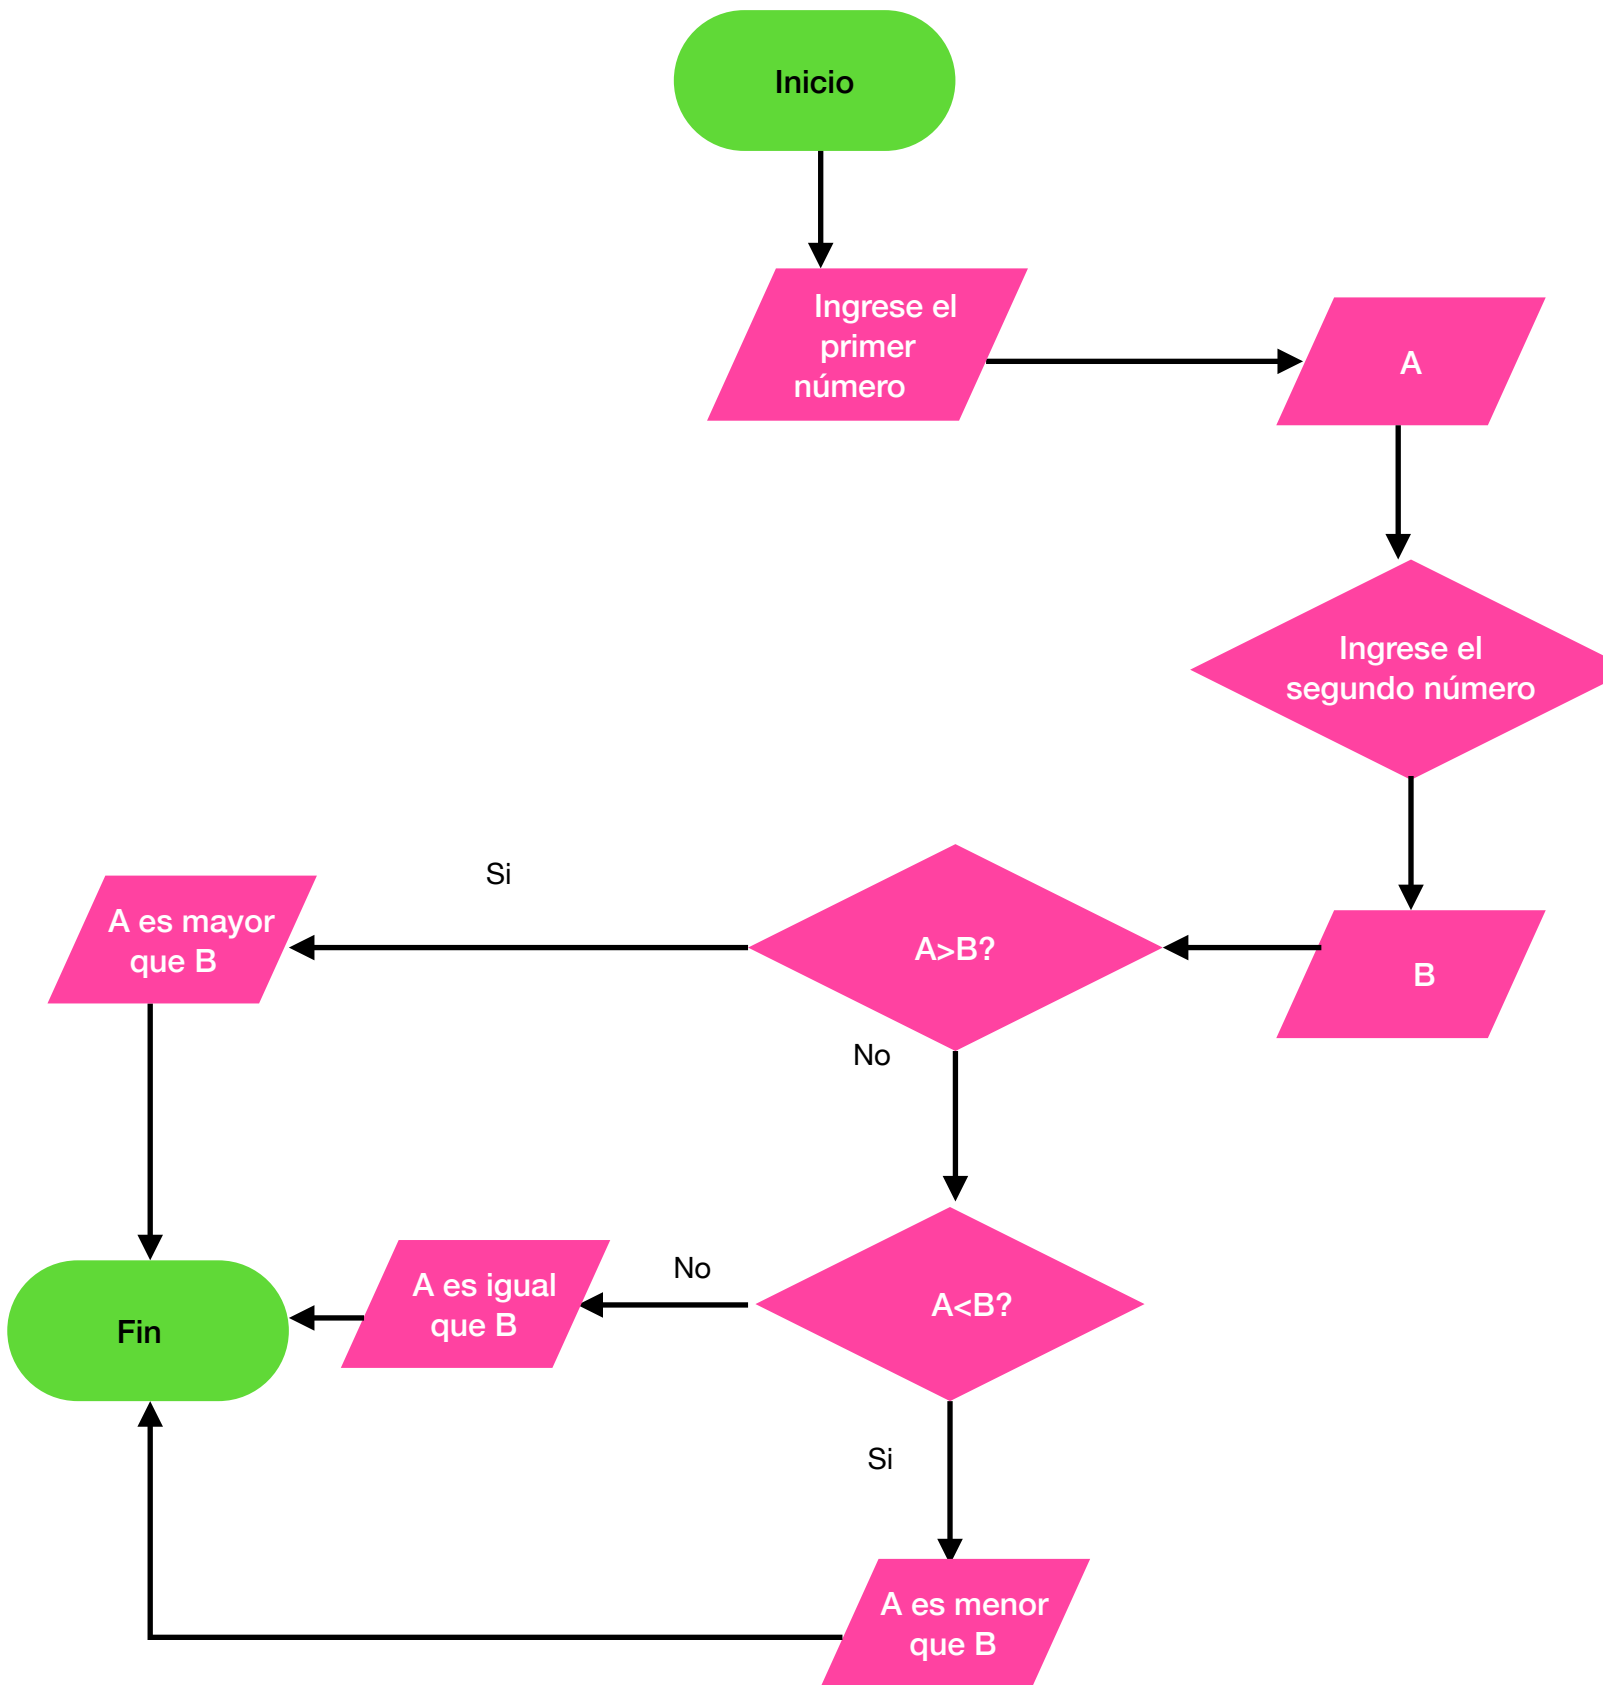 Inicio
Ingrese el
primer
número
A
Ingrese el
segundo número
Si
A es mayor
que B
A>B?
B
No
A es igual
que B
No
A<B?
Fin
Si
A es menor
que B